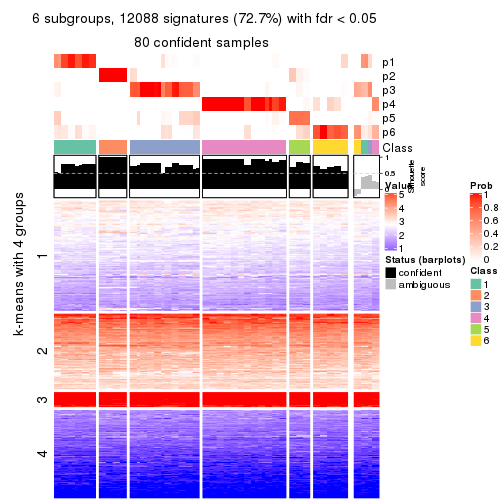 6 subgroups, 12088 signatures (72.7%) with fdr < 0.05
80 confident samples
p1
p2
p3
p4
p5
p6
Class
1
0.5
0
Silhouette
score
k-means with 4 groups
1
2
3
4
Value
5
4
3
2
1
Status (barplots)
confident
ambiguous
Prob
1
0.8
0.6
0.4
0.2
0
Class
1
2
3
4
5
6